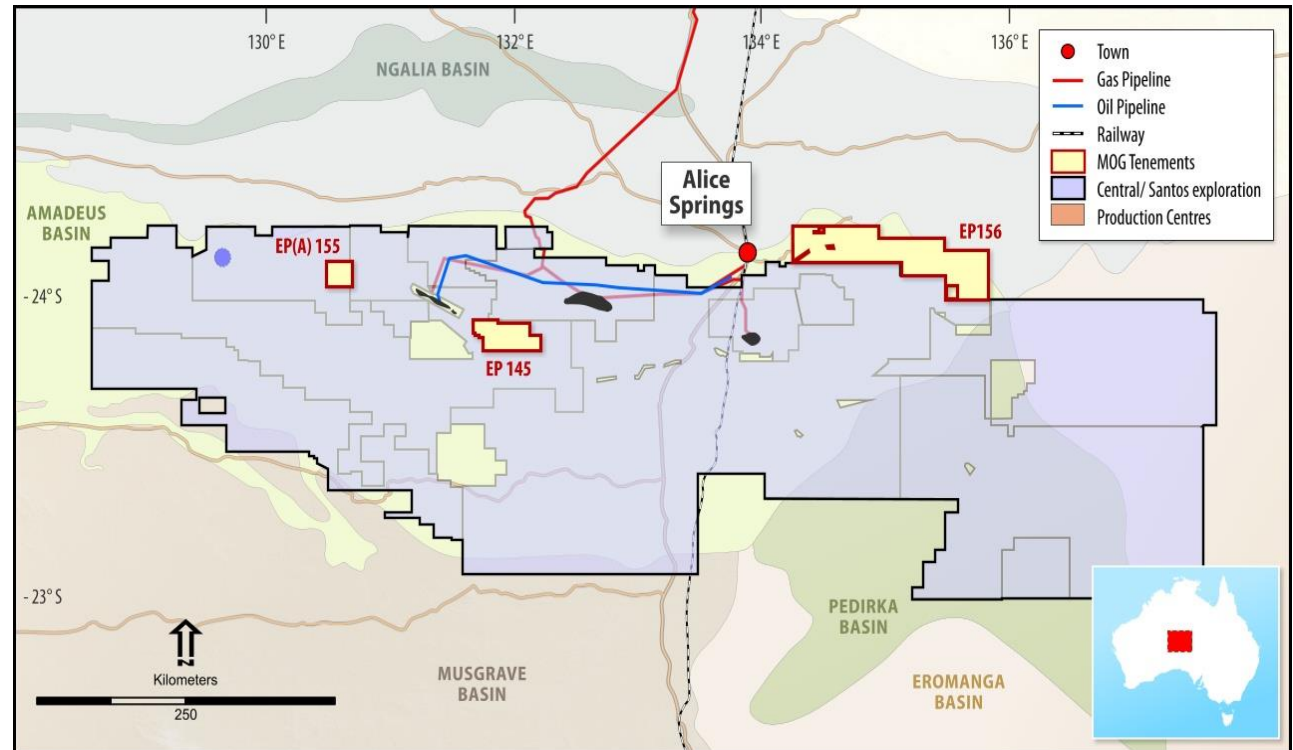 130° E
132° E
134° E
136° E
NGALIA BASIN
Town
Gas Pipeline
Oil Pipeline
Railway
MOG Tenements
Central/ Santos exploration
Production Centres
Alice
Springs
AMADEUS
BASIN
EP(A) 155
EP156
- 24° S
EP 145
- 23° S
PEDIRKA
BASIN
N
Kilometers
250
MUSGRAVE
BASIN
EROMANGA
BASIN